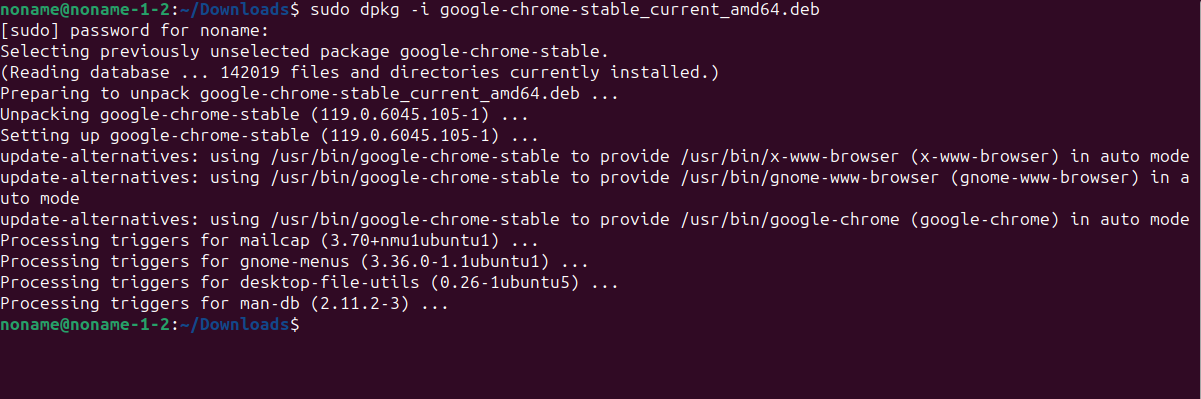 noname@noname-1-2:~/Downloads$ sudo dpkg -i google-chrome-stable_current_amd64.deb
[sudo] password for noname:
Selecting previously unselected package google-chrome-stable.
(Reading database ... 142019 files and directories currently installed.)
Preparing to unpack google-chrome-stable_current_amd64.deb ...
Unpacking google-chrome-stable (119.0.6045.105-1) ...
Setting up google-chrome-stable (119.0.6045.105-1) ...
update-alternatives: using /usr/bin/google-chrome-stable to provide /usr/bin/x-www-browser (x-www-browser) in auto mode
update-alternatives: using /usr/bin/google-chrome-stable to provide /usr/bin/gnome-www-browser (gnome-www-browser) in a
uto mode
update-alternatives: using /usr/bin/google-chrome-stable to provide /usr/bin/google-chrome (google-chrome) in auto mode
Processing triggers for mailcap (3.70+nmu1ubuntu1) ...
Processing triggers for gnome-menus (3.36.0-1.1ubuntu1) ...
Processing triggers for desktop-file-utils (0.26-1ubuntu5) ...
Processing triggers for man-db (2.11.2-3) ...
noname@noname-1-2:~/Downloads$